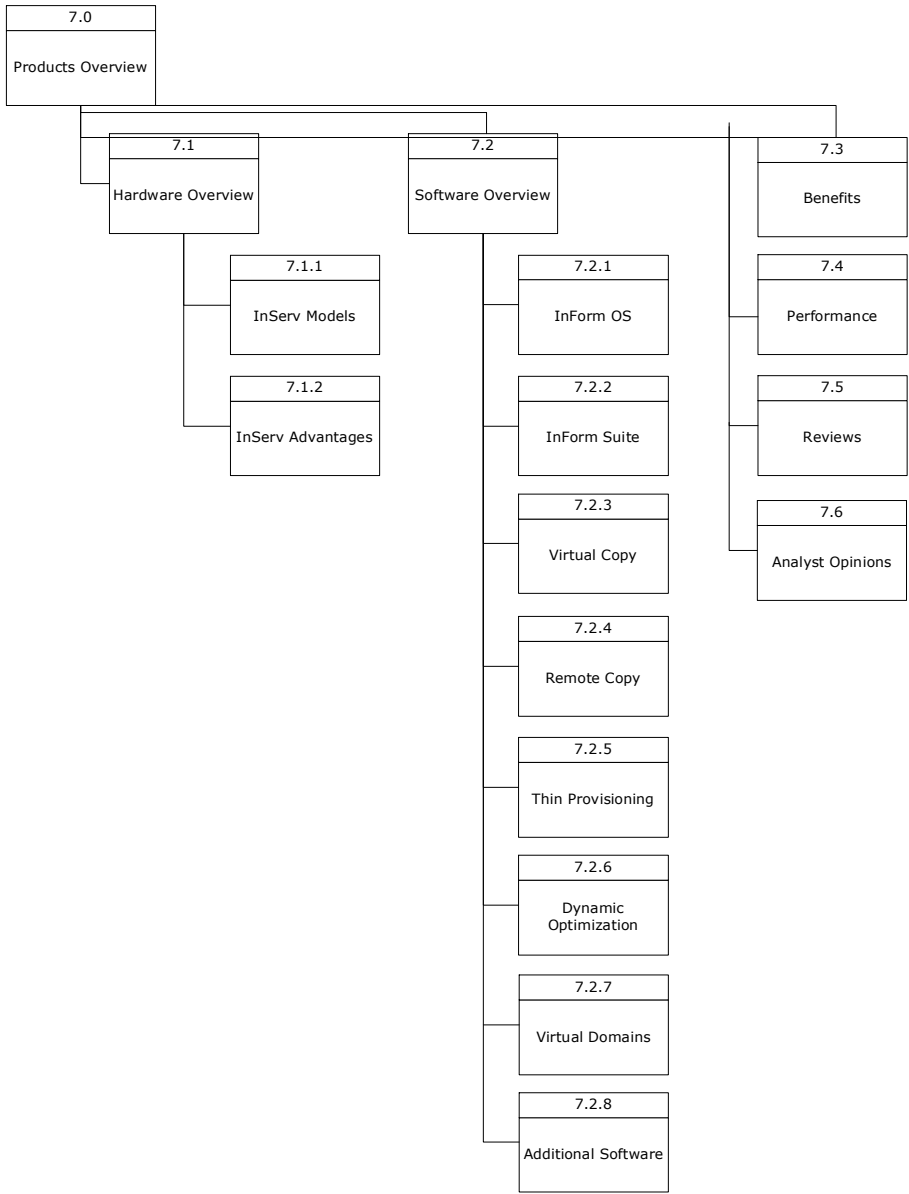 7.0
Products Overview
7.1
Hardware Overview
7.1.1
InServ Models
7.1.2
InServ Advantages
7.2
Software Overview
7.2.1
InForm OS
7.2.2
InForm Suite
7.2.3
Virtual Copy
7.2.4
Remote Copy
7.2.5
Thin Provisioning
7.2.6
Dynamic
Optimization
7.2.7
Virtual Domains
7.2.8
Additional Software
7.3
Benefits
7.4
Performance
7.5
Reviews
7.6
Analyst Opinions